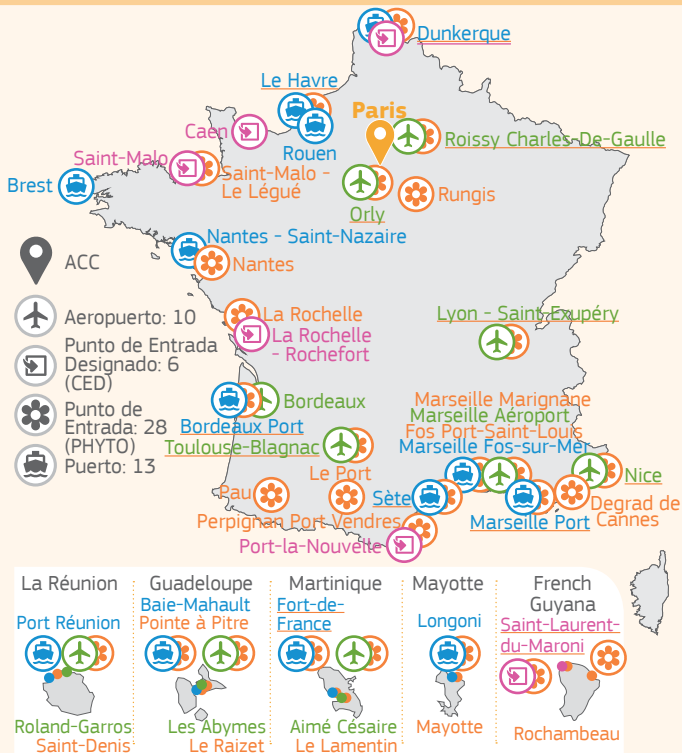 Dunkerque
Le Havre
Paris
Caen
Rouen
Roissy Charles-De-Gaulle
Saint-Malo
Saint-Malo -
Le Légué
Brest
Orly
Rungis
Nantes - Saint-Nazaire
Nantes
ACC
Aeropuerto: 10
Punto de Entrada
Designado: 6
(CED)
Punto de
Entrada: 28
(PHYTO)
Puerto: 13
La Rochelle
La Rochelle
- Rochefort
Lyon - Saint-Exupéry
Bordeaux
Bordeaux Port
Toulouse-Blagnac
Le Port
Marseille Marignane
Marseille Aéroport
Fos Port-Saint-Louis
Marseille Fos-sur-Mer
Nice
Pau
Sète
Marseille Port
Degrad de
Cannes
Perpignan Port Vendres
Port-la-Nouvelle
La Réunion
Port Réunion
Roland-Garros
Saint-Denis
Guadeloupe
Baie-Mahault
Pointe à Pitre
Les Abymes
Le Raizet
Martinique
Fort-de-
France
Aimé Césaire
Le Lamentin
Mayotte
Longoni
Mayotte
French
Guyana
Saint-Laurent-
du-Maroni
Rochambeau